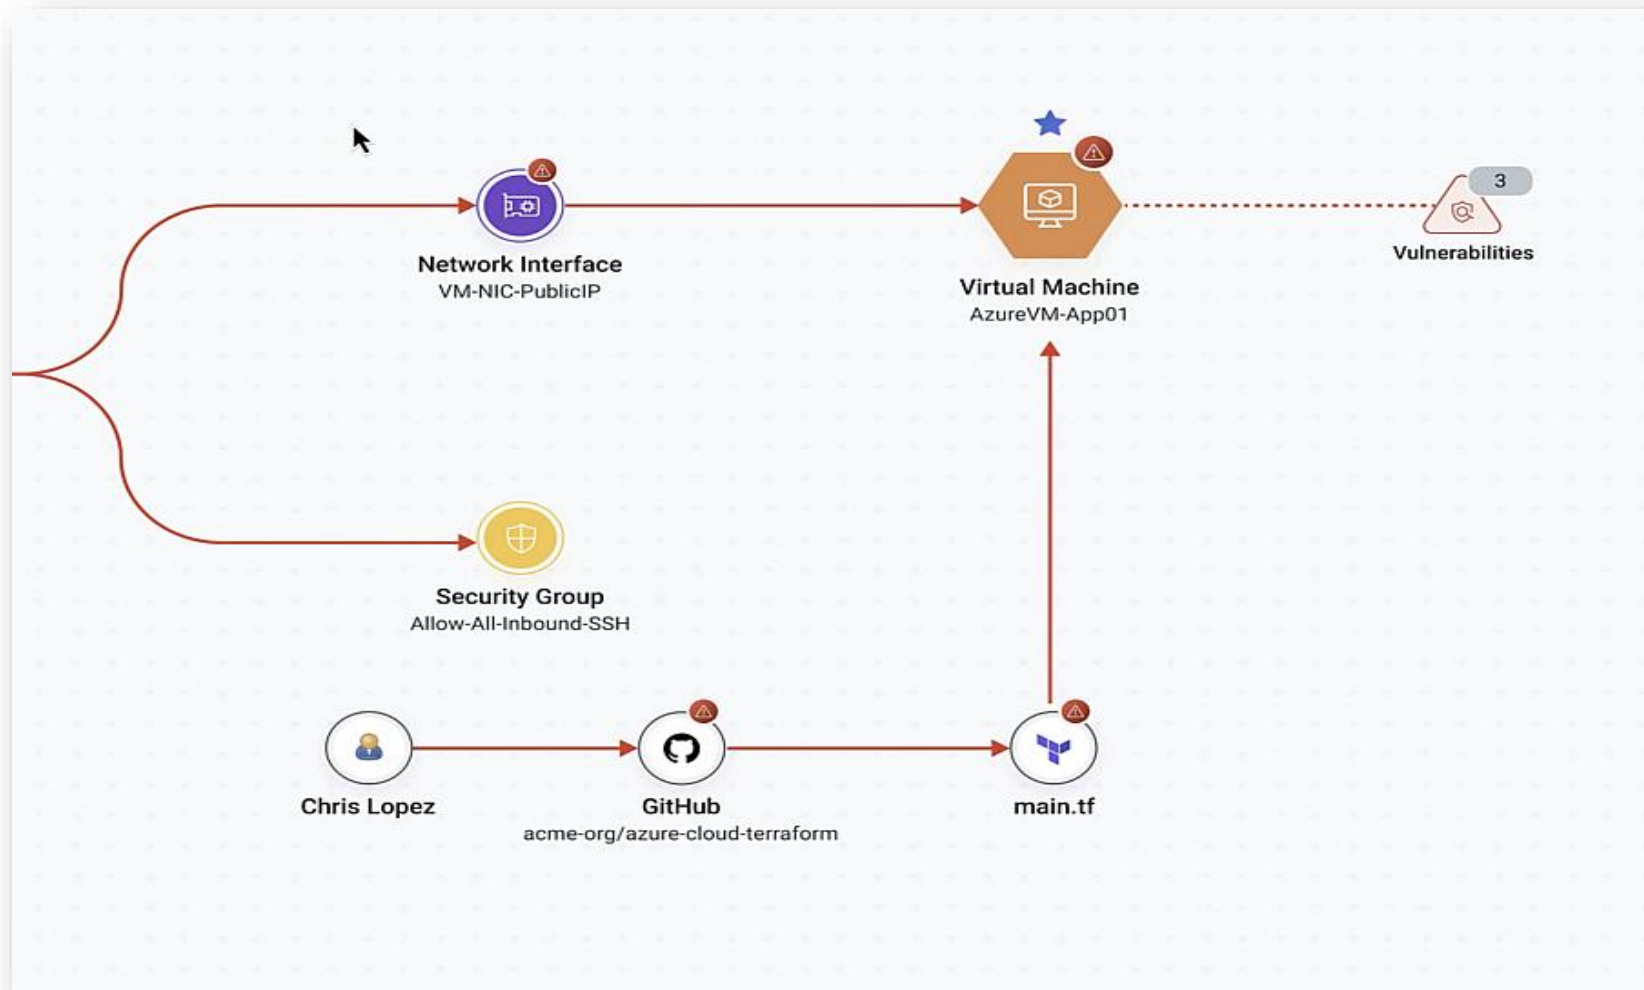 3
Vulnerabilities
Network Interface
VM-NIC-PublicIP
Virtual Machine
AzureVM-App01
Security Group
Allow-All-Inbound-SSH
Chris Lopez
GitHub
acme-org/azure-cloud-terraform
main.tf